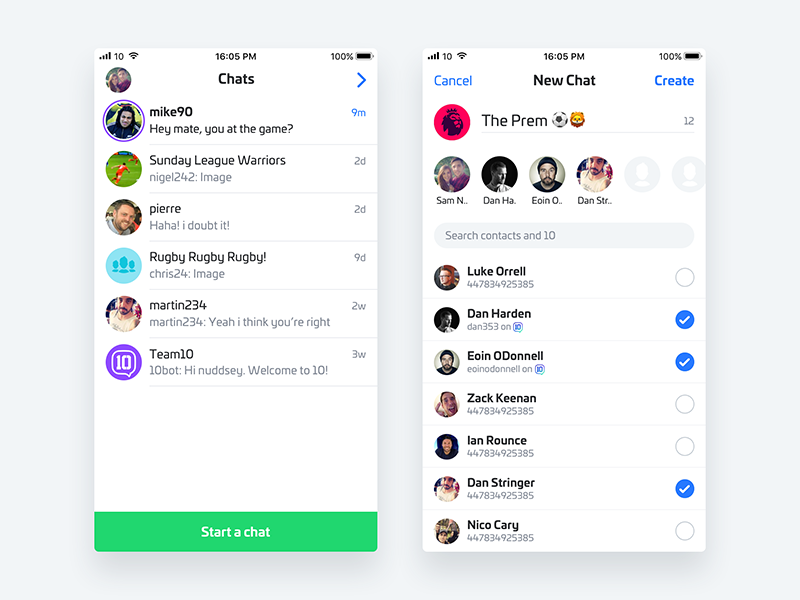 10 16:05 PM 100%
Chats
mike90 9m
Hey mate, you at the game?
Sunday League Warriors 2d
nigel242: Image
pierre 2d
Haha! i doubt it!
Rugby Rugby Rugby! 9d
chris24: Image
martin234 2w
martin234: Yeah i think you're right
10
Team10 3w
10bot: Hi nuddsey. Welcome to 10!
Start a chat
10 16:05 PM 100%
Cancel New Chat Create
The Prem ⚽🦁 12
Sam N.. Dan Ha. Eoin O.. Dan Str..
Search contacts and 10
Luke Orrell
447834925385
Dan Harden
dan353 on 10
Eoin ODonnell
eoinodonnell on 10
Zack Keenan
447834925385
Ian Rounce
447834925385
Dan Stringer
447834925385
Nico Cary
447834925385